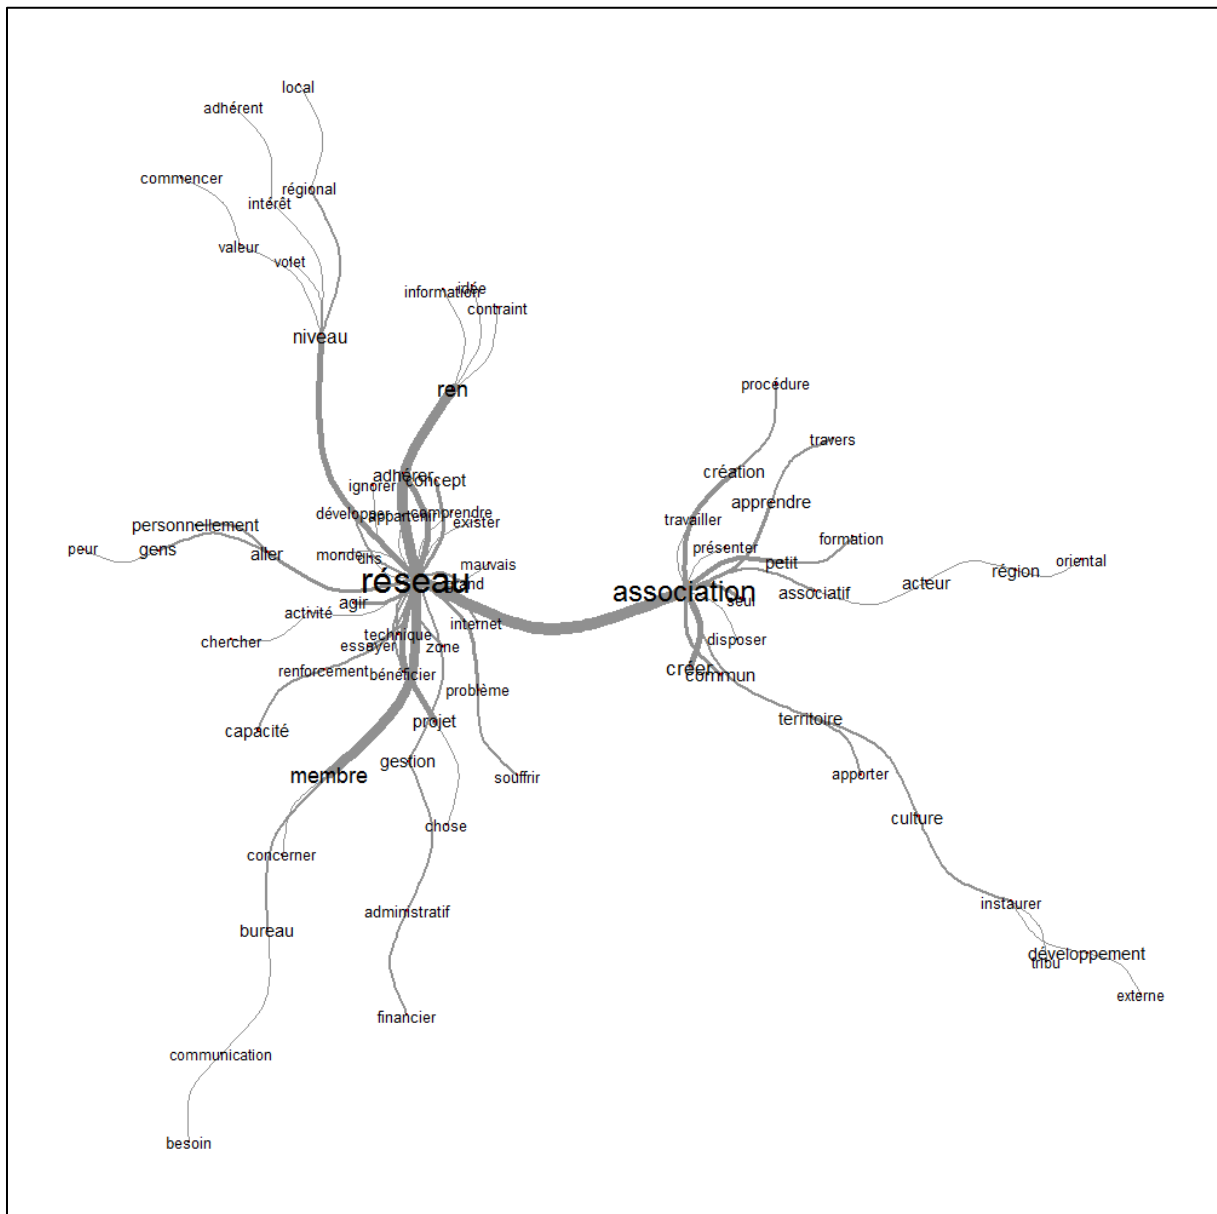 local
adhérent
commencer
régional
intérêt
valeur
volet
niveau
information
idée
contraint
ren
procédure
travers
création
apprendre
adhérer
concept
ignorer
développer
appartenir
comprendre
exister
travailler
présenter
formation
personnellement
peur
gens
aller
monde
uns
mauvais
réseau
grand
association
petit
associatif
seul
acteur
région
oriental
agir
activité
internet
chercher
technique
essayer
zone
disposer
renforcement
bénéficier
créer
commun
problème
capacité
projet
territoire
gestion
membre
souffrir
apporter
chose
culture
concerner
administratif
bureau
instaurer
développement
tribu
externe
financier
communication
besoin